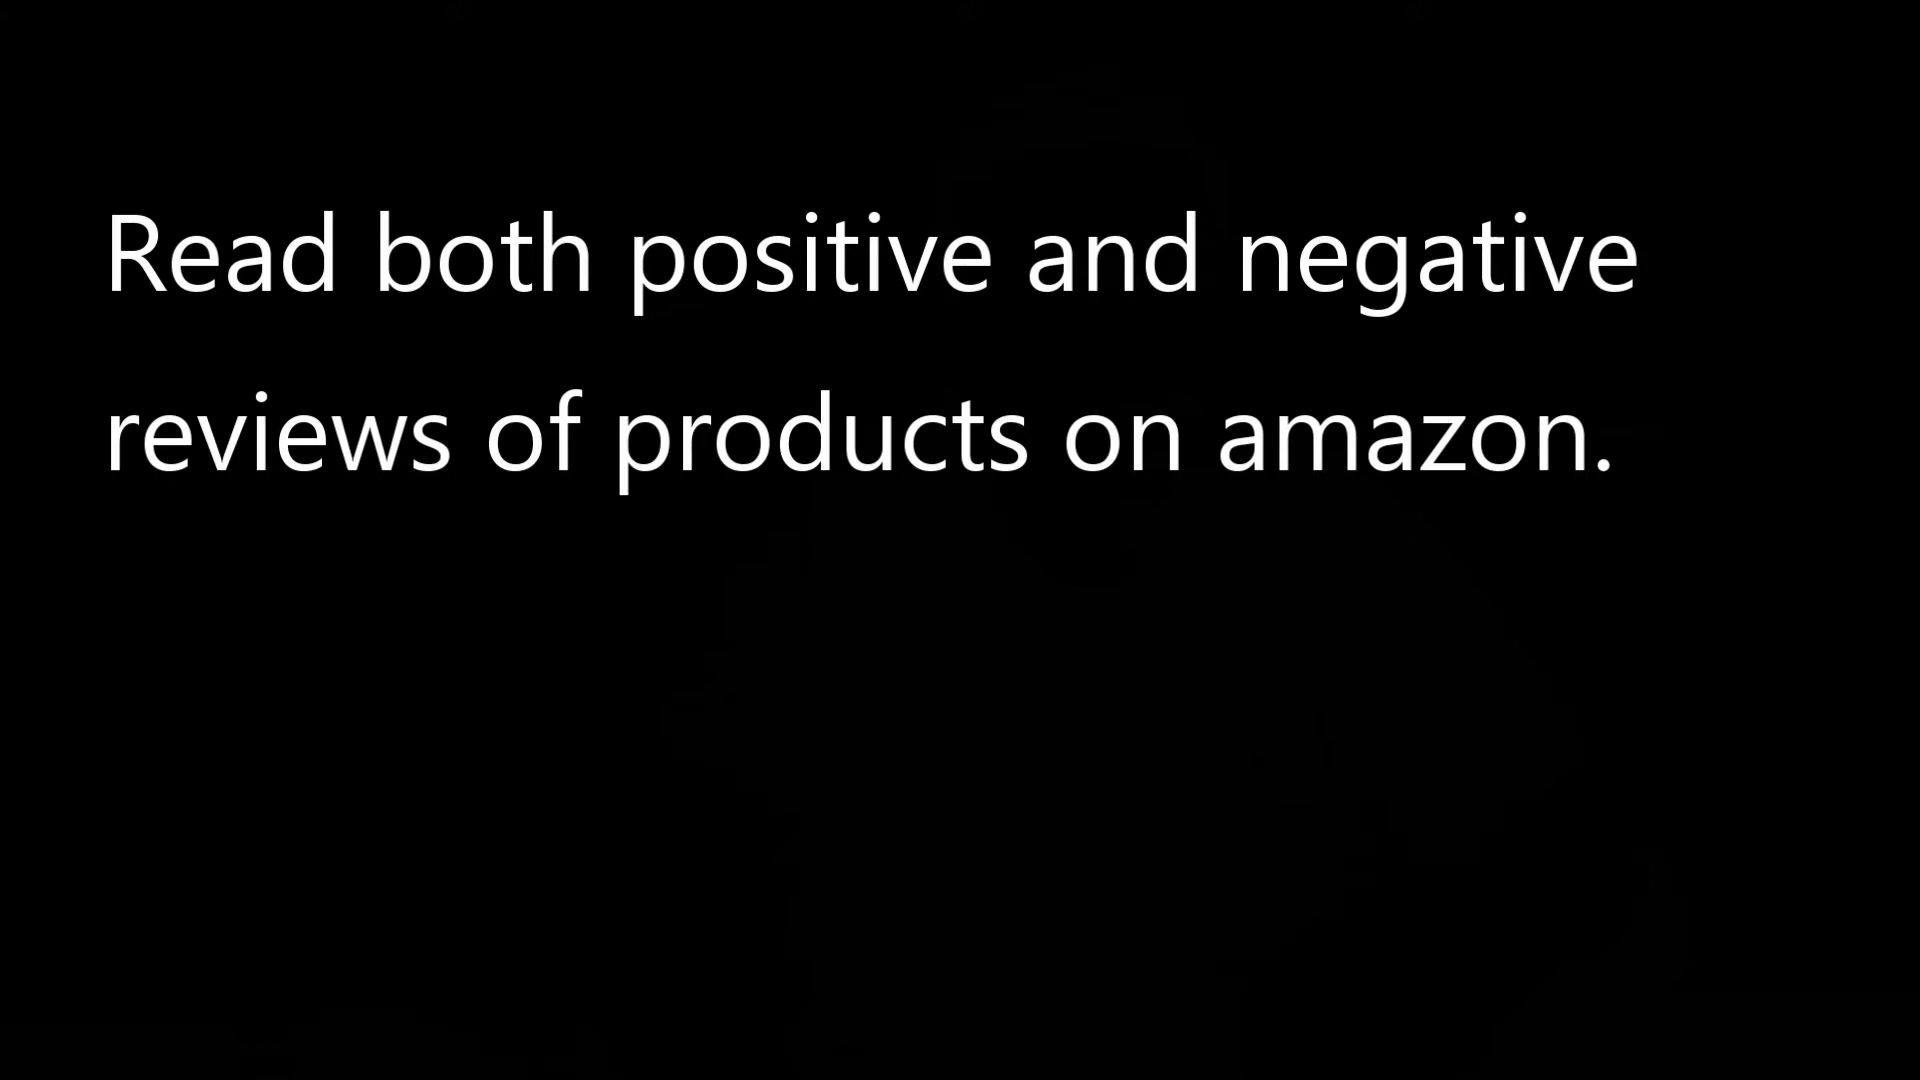 Read both positive and negative
reviews of products on amazon.